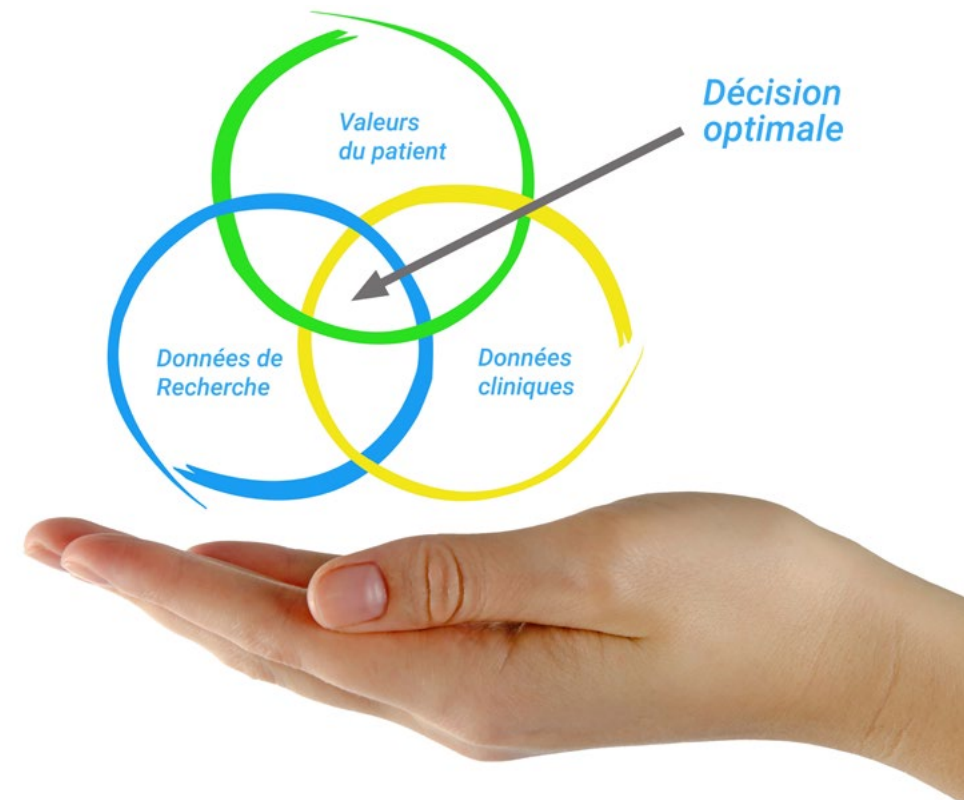 Valeurs
du patient
Décision
optimale
Données de
Recherche
Données
cliniques